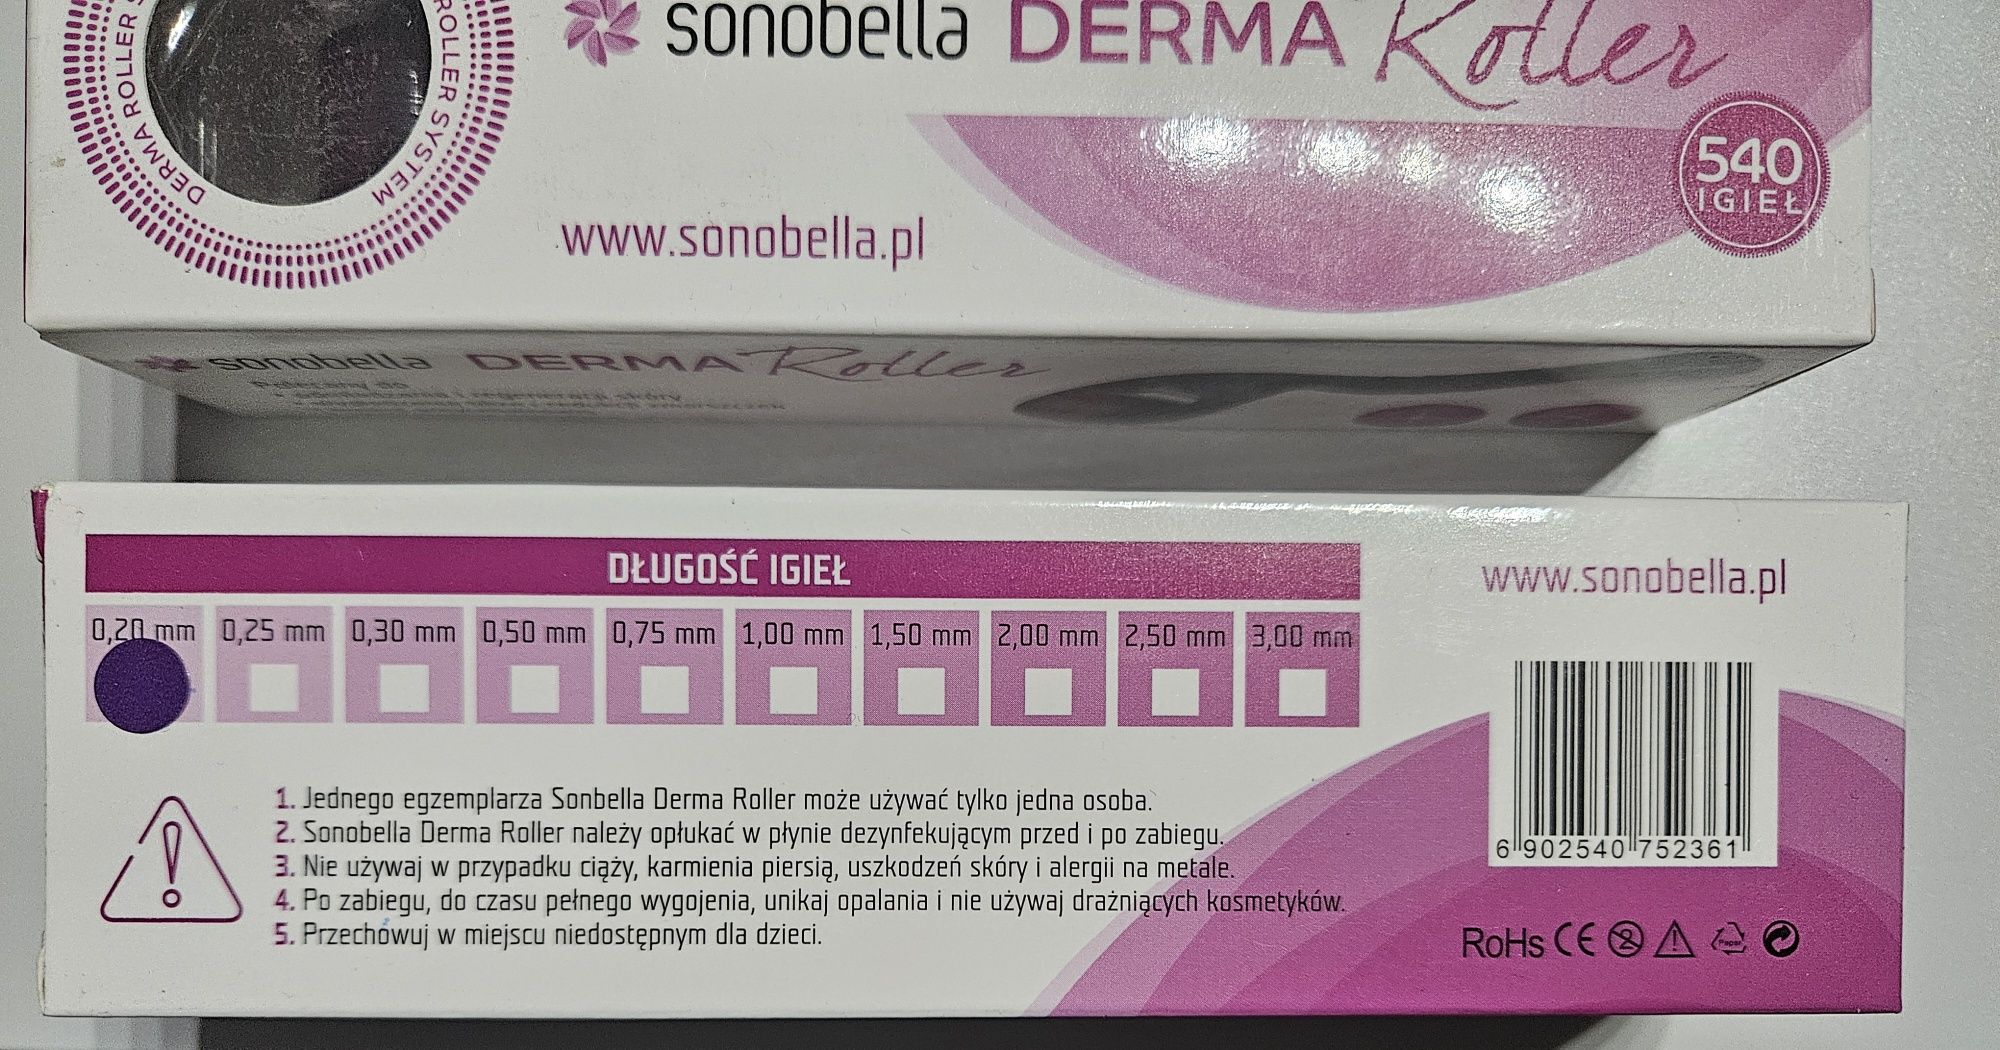 DERMA ROLLER SYSTEM
sonobella DERMA Roller
540
IGIEŁ
www.sonobella.pl
sonobella DERMA Roller
DŁUGOŚĆ IGIEŁ
0,20 mm 0,25 mm 0,30 mm 0,50 mm 0,75 mm 1,00 mm 1,50 mm 2,00 mm 2,50 mm 3,00 mm
www.sonobella.pl
1. Jednego egzemplarza Sonbella Derma Roller może używać tylko jedna osoba.
2. Sonobella Derma Roller należy opłukać w płynie dezynfekującym przed i po zabiegu.
3. Nie używaj w przypadku ciąży, karmienia piersią, uszkodzeń skóry i alergii na metale.
4. Po zabiegu, do czasu pełnego wygojenia, unikaj opalania i nie używaj drażniących kosmetyków.
5. Przechowuj w miejscu niedostępnym dla dzieci.
6 902540 752361
RoHs CE
Paper